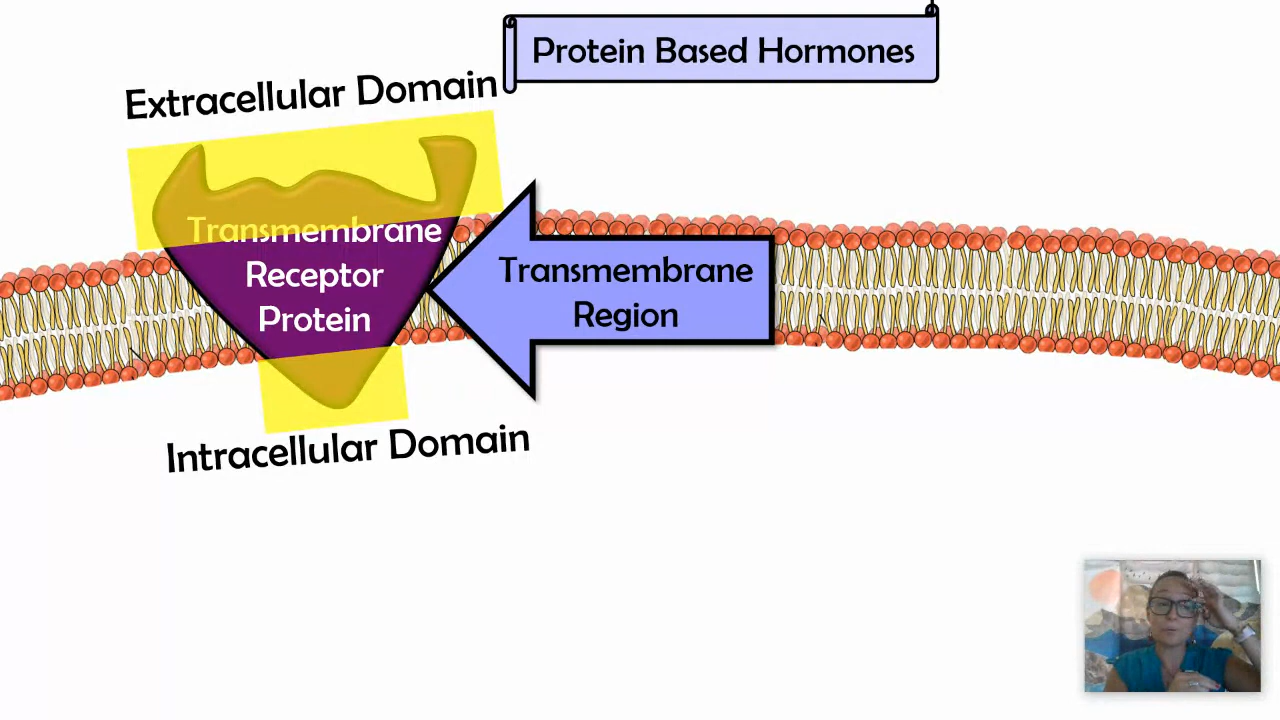 Protein Based Hormones
Extracellular Domain
Transmembrane
Receptor
Protein
Transmembrane
Region
Intracellular Domain